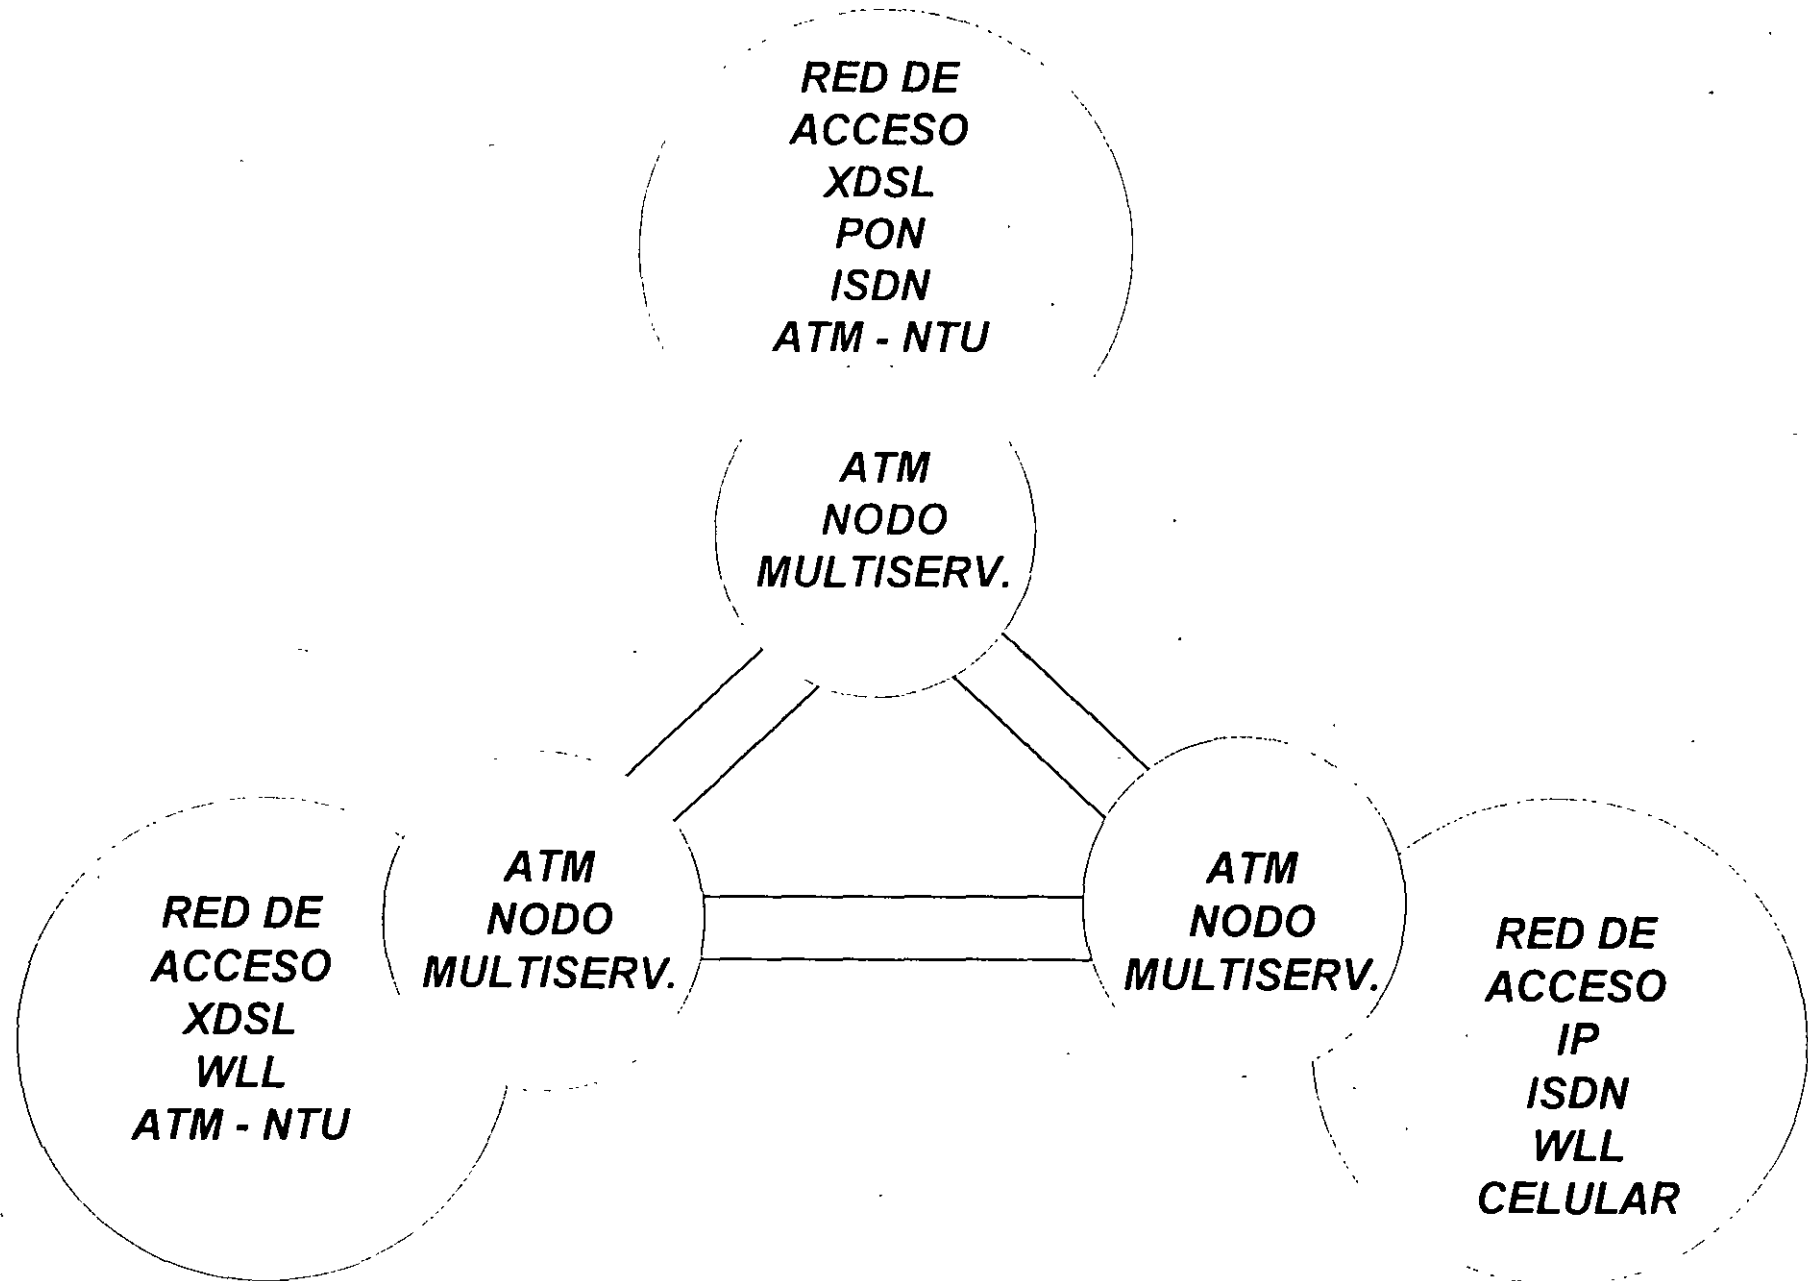 RED DE
ACCESO
XDSL
PON
ISDN
ATM - NTU
ATM
NODO
MULTISERV.
ATM
NODO
MULTISERV.
ATM
NODO
MULTISERV.
RED DE
ACCESO
XDSL
WLL
ATM - NTU
RED DE
ACCESO
IP
ISDN
WLL
CELULAR